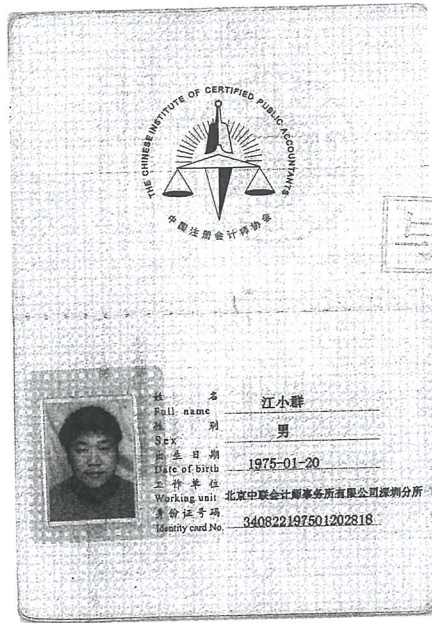 THE CHINESE INSTITUTE OF CERTIFIED PUBLIC ACCOUNTANTS
中国注册会计师协会
姓 名 江小群
Full name
性 别 男
Sex
出 生 日 期
Date of birth 1975-01-20
工 作 单 位
Working unit 北京中联会计师事务所有限公司深圳分所
身份证号码
Identity card No. 340822197501202818